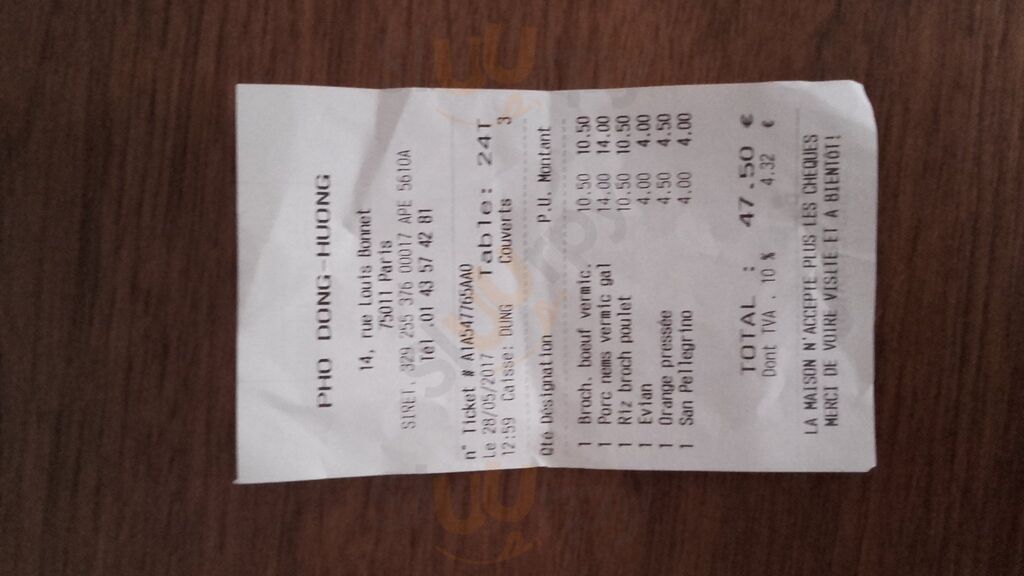 PHO DONG-HUONG
14, rue Louis Bonnet
75011 Paris
SIRET. 329 255 376 00017 APE 5610A
Tél .01 43 57 42 81
n° Ticket # A1A547765AAO
Le 28/05/2017 Table: 24T
12:59 Caisse: DUNG Couverts 3
Qté Désignation P.U. Montant
1 Broch. boeuf vermic. 10.50 10.50
1 Porc nems vermic gal 14.00 14.00
1 Riz broch poulet 10.50 10.50
1 Evian 4.00 4.00
1 Orange pressée 4.50 4.50
1 San Pellegrino 4.00 4.00
TOTAL : 47.50 €
Dont TVA . 10 % 4.32 €
LA MAISON N'ACCEPTE PLUS LES CHEQUES
MERCI DE VOTRE VISITE ET A BIENTOT!